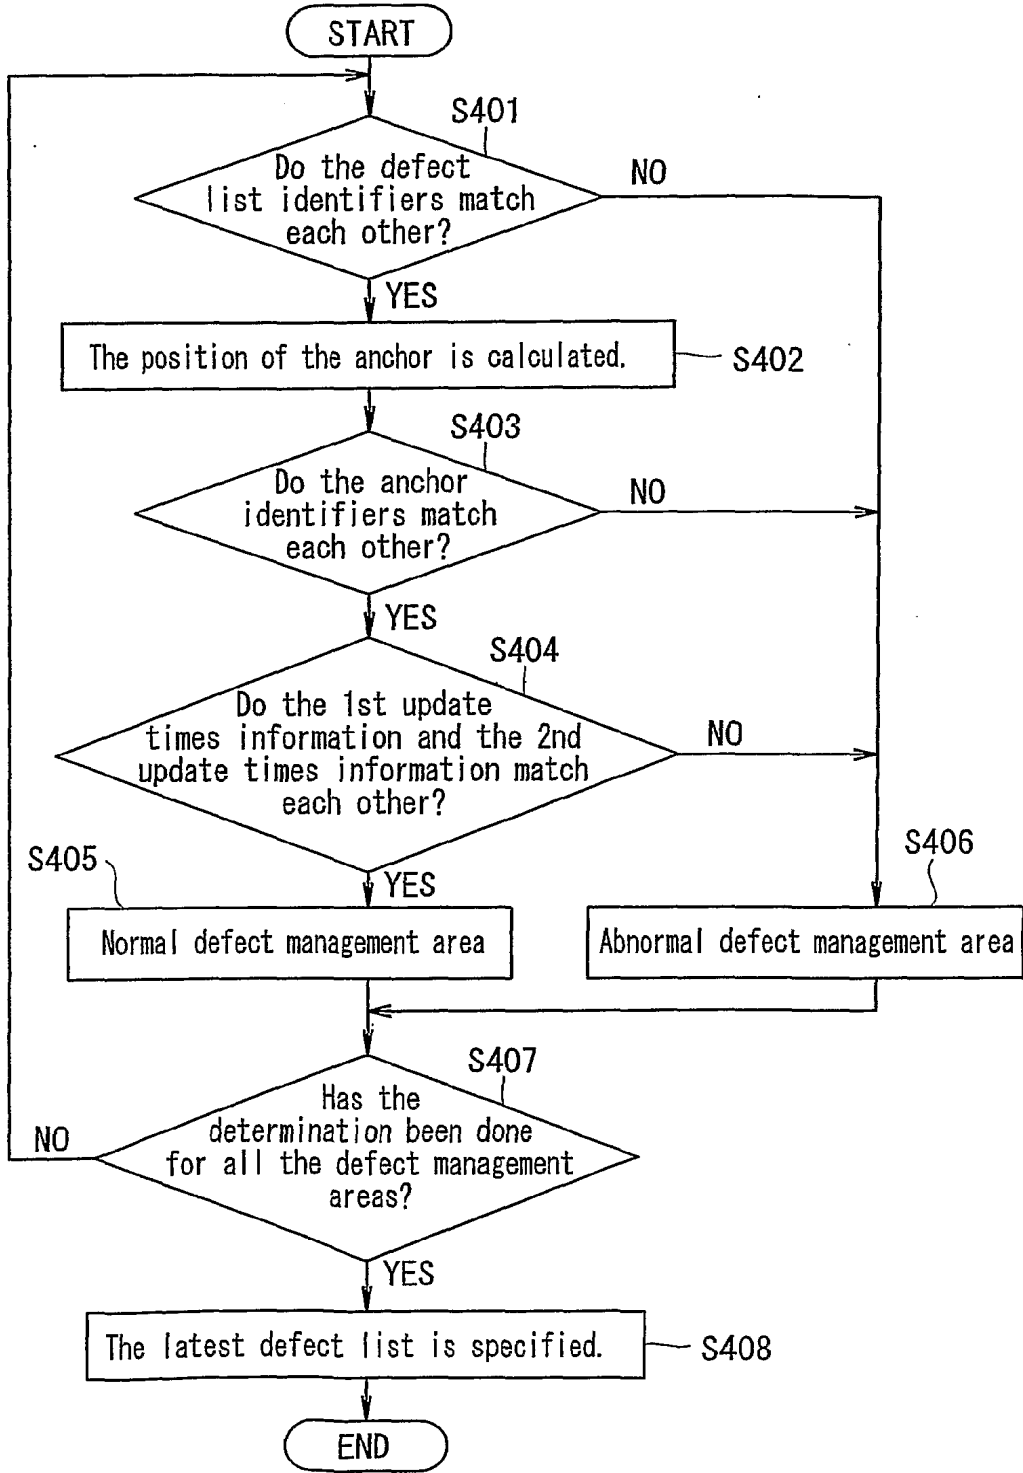 START
S401
Do the defect
list identifiers match
each other?
NO
YES
The position of the anchor is calculated.
S402
S403
Do the anchor
identifiers match
each other?
NO
YES
S404
Do the 1st update
times information and the 2nd
update times information match
each other?
NO
S405
YES
S406
Normal defect management area
Abnormal defect management area
S407
Has the
determination been done
for all the defect management
areas?
NO
YES
The latest defect list is specified.
S408
END